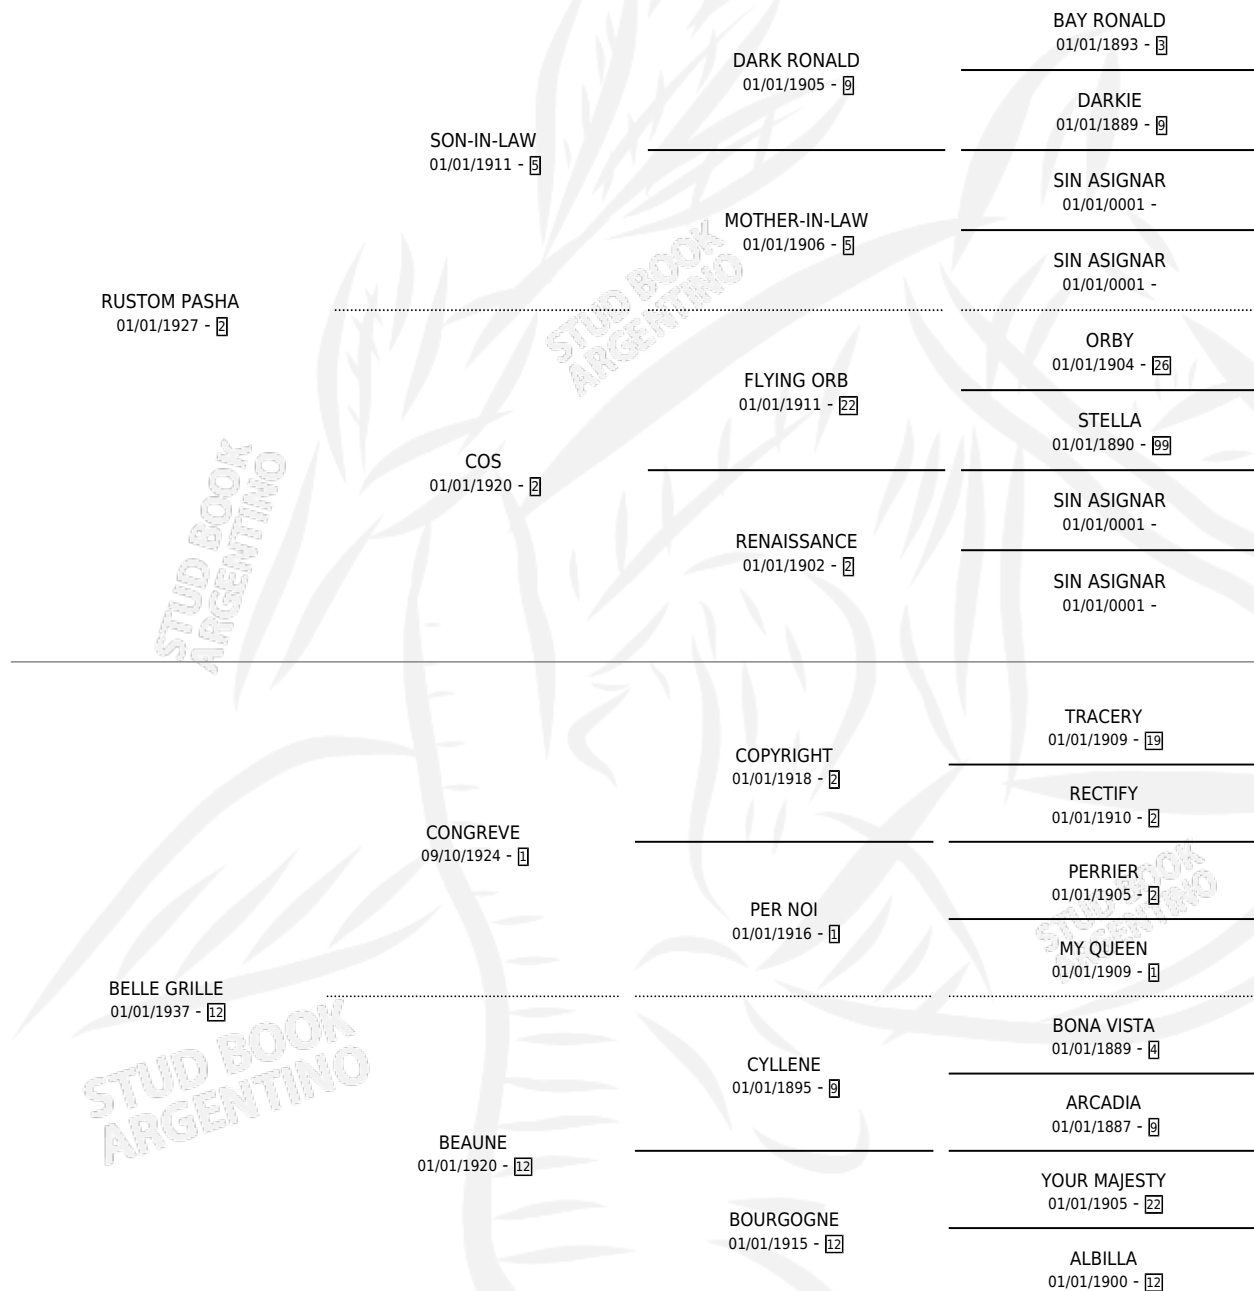 BAY RONALD
01/01/1893 - 3
DARK RONALD
01/01/1905 - 9
DARKIE
01/01/1889 - 9
SON-IN-LAW
01/01/1911 - 5
SIN ASIGNAR
01/01/0001 -
MOTHER-IN-LAW
01/01/1906 - 5
SIN ASIGNAR
01/01/0001 -
RUSTOM PASHA
01/01/1927 - 2
STUD BOOK
ARGENTINO
ORBY
01/01/1904 - 26
FLYING ORB
01/01/1911 - 22
STELLA
01/01/1890 - 99
COS
01/01/1920 - 2
SIN ASIGNAR
01/01/0001 -
RENAISSANCE
01/01/1902 - 2
SIN ASIGNAR
01/01/0001 -
STUD BOOK
ARGENTINO
TRACERY
01/01/1909 - 19
COPYRIGHT
01/01/1918 - 2
RECTIFY
01/01/1910 - 2
CONGREVE
09/10/1924 - 1
PERRIER
01/01/1905 - 2
PER NOI
01/01/1916 - 1
MY QUEEN
01/01/1909 - 1
STUD BOOK
ARGENTINO
BELLE GRILLE
01/01/1937 - 12
BONA VISTA
01/01/1889 - 4
CYLLENE
01/01/1895 - 9
ARCADIA
01/01/1887 - 9
STUD BOOK
ARGENTINO
BEAUNE
01/01/1920 - 12
YOUR MAJESTY
01/01/1905 - 22
BOURGOGNE
01/01/1915 - 12
ALBILLA
01/01/1900 - 12